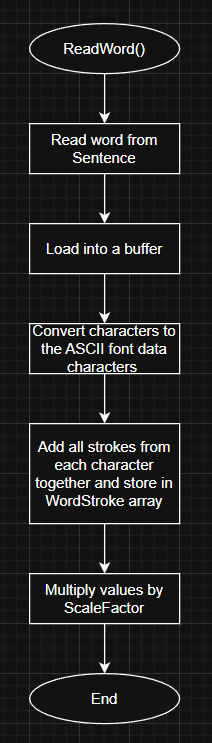 ReadWord()
Read word from
Sentence
Load into a buffer
Convert characters to
the ASCII font data
characters
Add all strokes from
each character
together and store in
WordStroke array
Multiply values by
ScaleFactor
End